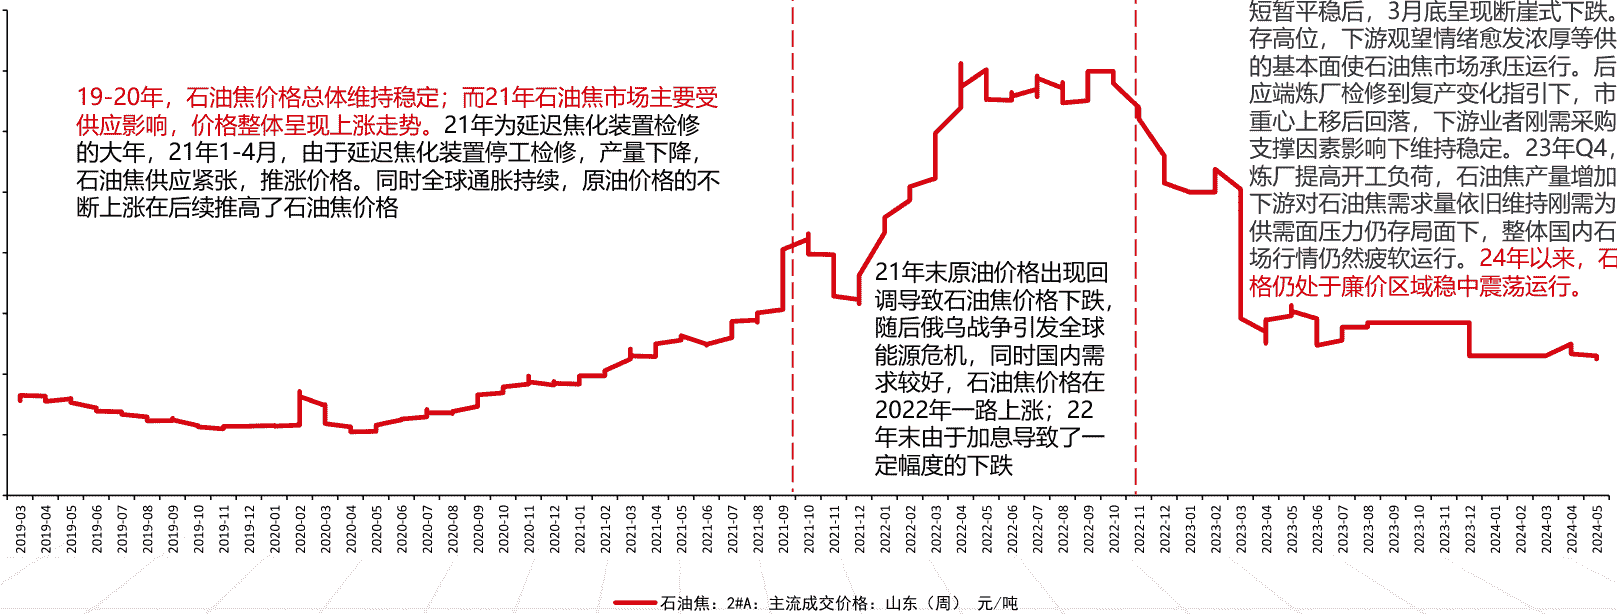 19-20年，石油焦价格总体维持稳定；而21年石油焦市场主要受
供应影响，价格整体呈现上涨走势。21年为延迟焦化装置检修
的大年，21年1-4月，由于延迟焦化装置停工检修，产量下降，
石油焦供应紧张，推涨价格。同时全球通胀持续，原油价格的不
断上涨在后续推高了石油焦价格
21年末原油价格出现回
调导致石油焦价格下跌，
随后俄乌战争引发全球
能源危机，同时国内需
求较好，石油焦价格在
2022年一路上涨；22
年末由于加息导致了一
定幅度的下跌
短暂平稳后，3月底呈现断崖式下跌。
存高位，下游观望情绪愈发浓厚等供
的基本面使石油焦市场承压运行。后
应端炼厂检修到复产变化指引下，市
重心上移后回落，下游业者刚需采购
支撑因素影响下维持稳定。23年Q4，
炼厂提高开工负荷，石油焦产量增加
下游对石油焦需求量依旧维持刚需为
供需面压力仍存局面下，整体国内石
场行情仍然疲软运行。24年以来，石
格仍处于廉价区域稳中震荡运行。
2019-03
2019-04
2019-05
2019-06
2019-07
2019-08
2019-09
2019-10
2019-11
2019-12
2020-01
2020-02
2020-03
2020-04
2020-05
2020-06
2020-07
2020-08
2020-09
2020-10
2020-11
2020-12
2021-01
2021-02
2021-03
2021-04
2021-05
2021-06
2021-07
2021-08
2021-09
2021-10
2021-11
2021-12
2022-01
2022-02
2022-03
2022-04
2022-05
2022-06
2022-07
2022-08
2022-09
2022-10
2022-11
2022-12
2023-01
2023-02
2023-03
2023-04
2023-05
2023-06
2023-07
2023-08
2023-09
2023-10
2023-11
2023-12
2024-01
2024-02
2024-03
2024-04
2024-05
石油焦：2#A：主流成交价格：山东（周） 元/吨